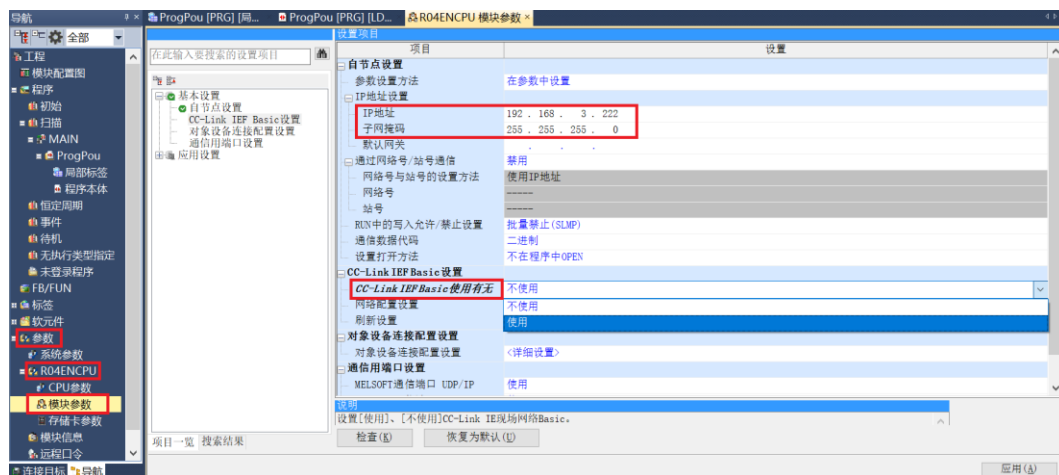 导航
ProgPou [PRG] [局...
ProgPou [PRG] [LD...
R04ENCPU 模块参数
全部
工程
模块配置图
程序
初始
扫描
MAIN
ProgPou
局部标签
程序本体
恒定周期
事件
待机
无执行类型指定
未登录程序
FB/FUN
标签
软元件
参数
系统参数
R04ENCPU
CPU参数
模块参数
存储卡参数
模块信息
远程口令
连接目标 导航
在此输入要搜索的设置项目
基本设置
自节点设置
CC-Link IEF Basic设置
对象设备连接配置设置
通信用端口设置
应用设置
项目一览 搜索结果
设置项目
项目 设置
自节点设置
参数设置方法 在参数中设置
IP地址设置
IP地址 192 . 168 . 3 . 222
子网掩码 255 . 255 . 255 . 0
默认网关 . . .
通过网络号/站号通信 禁用
网络号与站号的设置方法 使用IP地址
网络号 -----
站号 -----
RUN中的写入允许/禁止设置 批量禁止(SLMP)
通信数据代码 二进制
设置打开方法 不在程序中OPEN
CC-Link IEF Basic 设置
CC-Link IEF Basic 使用有无 不使用
网络配置设置 不使用
刷新设置 使用
对象设备连接配置设置
对象设备连接配置设置 <详细设置>
通信用端口设置
MELSOFT通信端口 UDP/IP 使用
说明
设置[使用]、[不使用]CC-Link IE现场网络Basic。
检查(K) 恢复为默认(U)
应用(A)